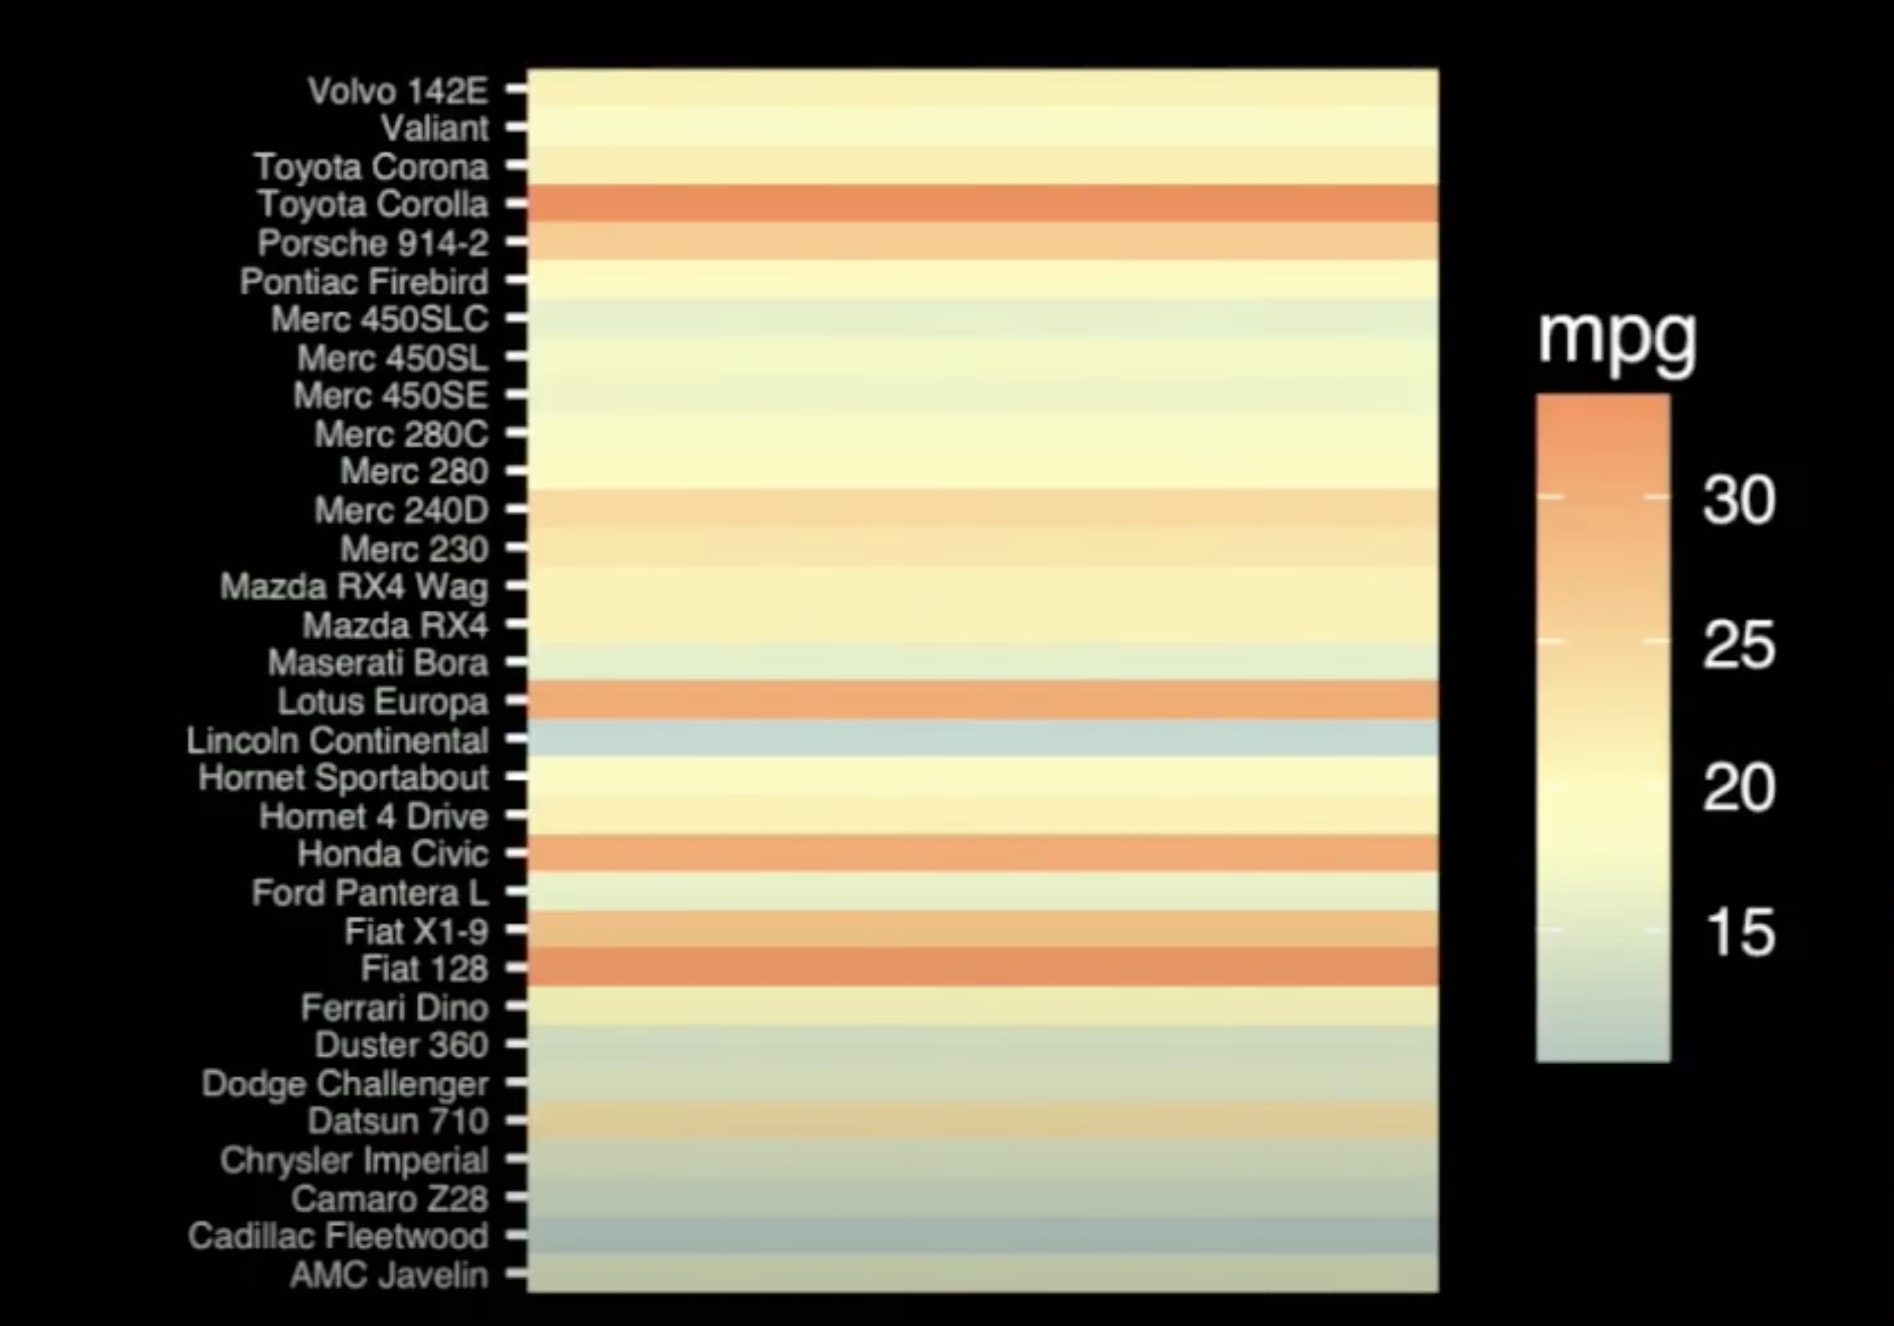 Volvo 142E
Valiant
Toyota Corona
Toyota Corolla
Porsche 914-2
Pontiac Firebird
Merc 450SLC
Merc 450SL
Merc 450SE
Merc 280C
Merc 280
Merc 240D
Merc 230
Mazda RX4 Wag
Mazda RX4
Maserati Bora
Lotus Europa
Lincoln Continental
Hornet Sportabout
Hornet 4 Drive
Honda Civic
Ford Pantera L
Fiat X1-9
Fiat 128
Ferrari Dino
Duster 360
Dodge Challenger
Datsun 710
Chrysler Imperial
Camaro Z28
Cadillac Fleetwood
AMC Javelin
mpg
30
25
20
15